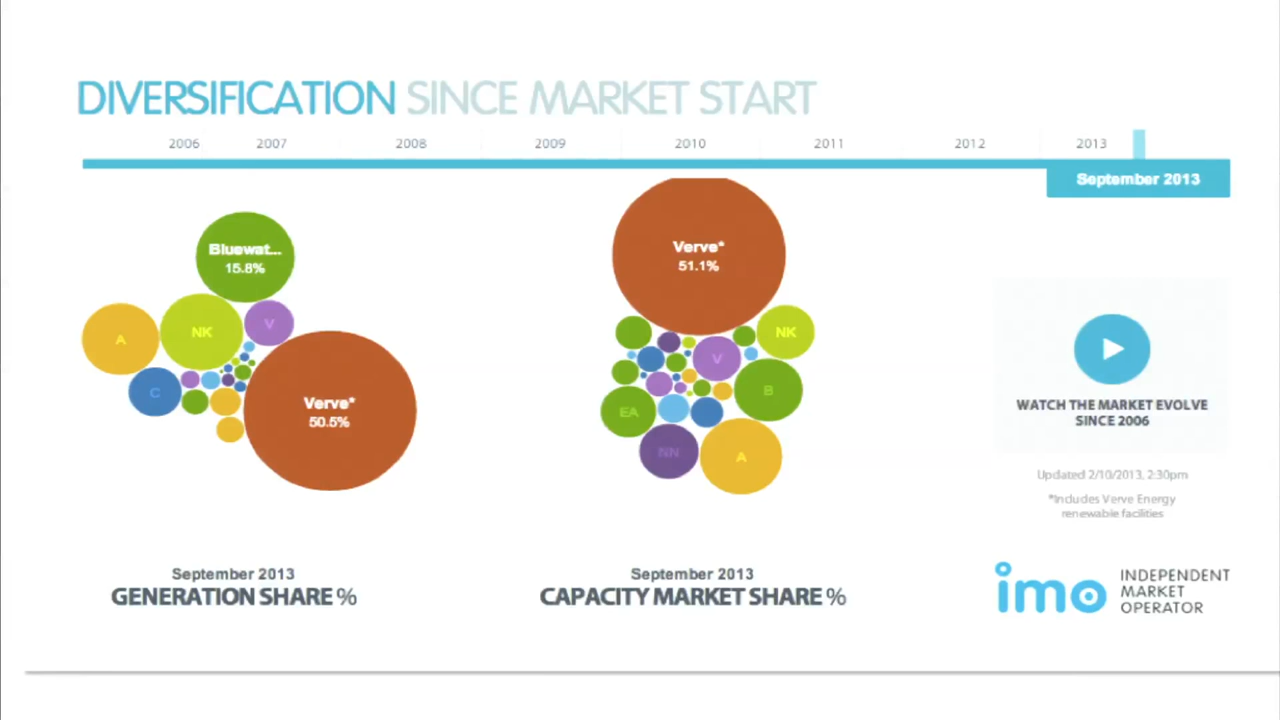 DIVERSIFICATION SINCE MARKET START
2006 2007 2008 2009 2010 2011 2012 2013
September 2013
Bluewat...
15.8%
A
NK
V
C
Verve*
50.5%
Verve*
51.1%
NK
V
B
EA
NN
A
WATCH THE MARKET EVOLVE
SINCE 2006
Updated 2/10/2013, 2:30pm
*Includes Verve Energy
renewable facilities
September 2013
GENERATION SHARE %
September 2013
CAPACITY MARKET SHARE %
imo
INDEPENDENT
MARKET
OPERATOR